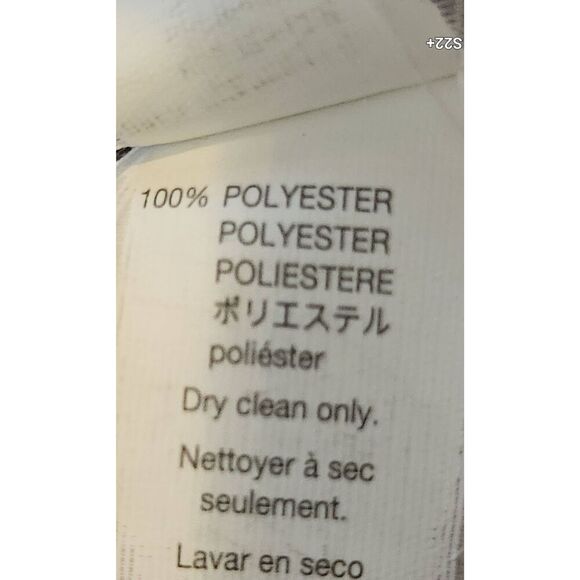 S22+
100% POLYESTER
POLYESTER
POLIESTERE
ポリエステル
poliéster
Dry clean only.
Nettoyer à sec
seulement.
Lavar en seco